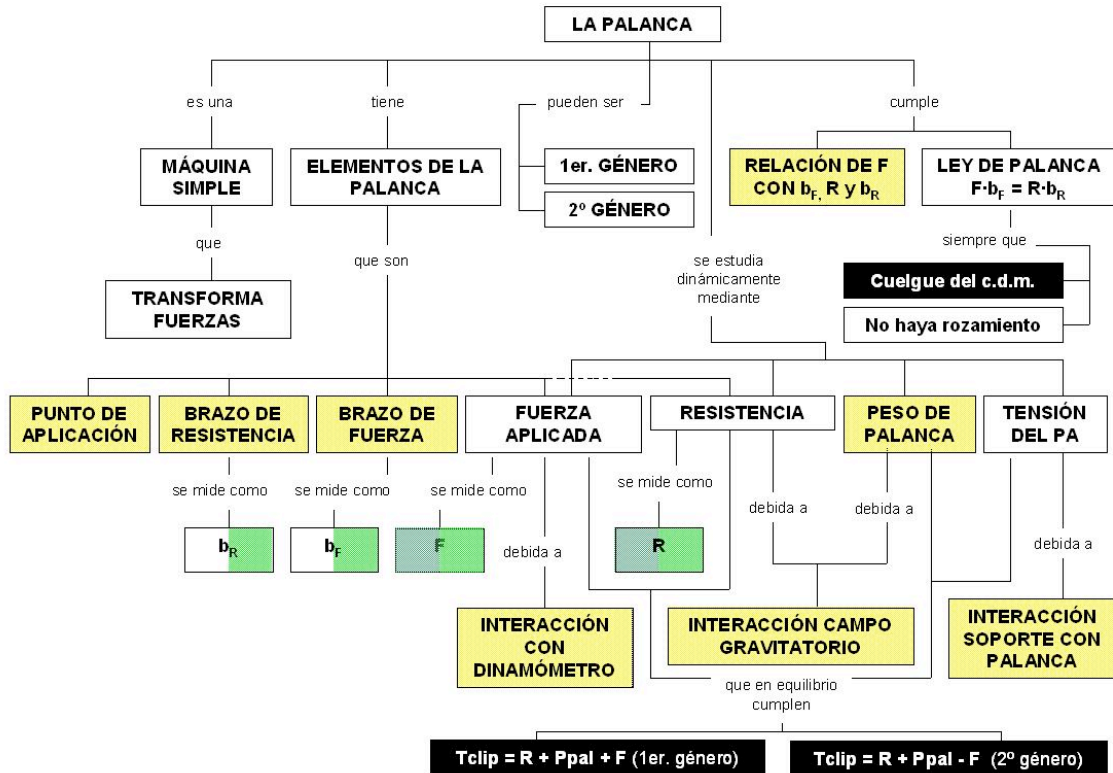 LA PALANCA
es una
tiene
pueden ser
cumple
MÁQUINA
SIMPLE
ELEMENTOS DE LA
PALANCA
1er. GÉNERO
2º GÉNERO
RELACIÓN DE F
CON bF, R y bR
LEY DE PALANCA
F·bF = R·bR
que
que son
se estudia
dinámicamente
mediante
siempre que
TRANSFORMA
FUERZAS
Cuelgue del c.d.m.
No haya rozamiento
PUNTO DE
APLICACIÓN
BRAZO DE
RESISTENCIA
BRAZO DE
FUERZA
FUERZA
APLICADA
RESISTENCIA
PESO DE
PALANCA
TENSIÓN
DEL PA
se mide como
se mide como
se mide como
se mide como
debida a
debida a
bR
bF
F
debida a
R
debida a
INTERACCIÓN
CON
DINAMÓMETRO
INTERACCIÓN CAMPO
GRAVITATORIO
INTERACCIÓN
SOPORTE CON
PALANCA
que en equilibrio
cumplen
Tclip = R + Ppal + F (1er. género)
Tclip = R + Ppal - F (2º género)